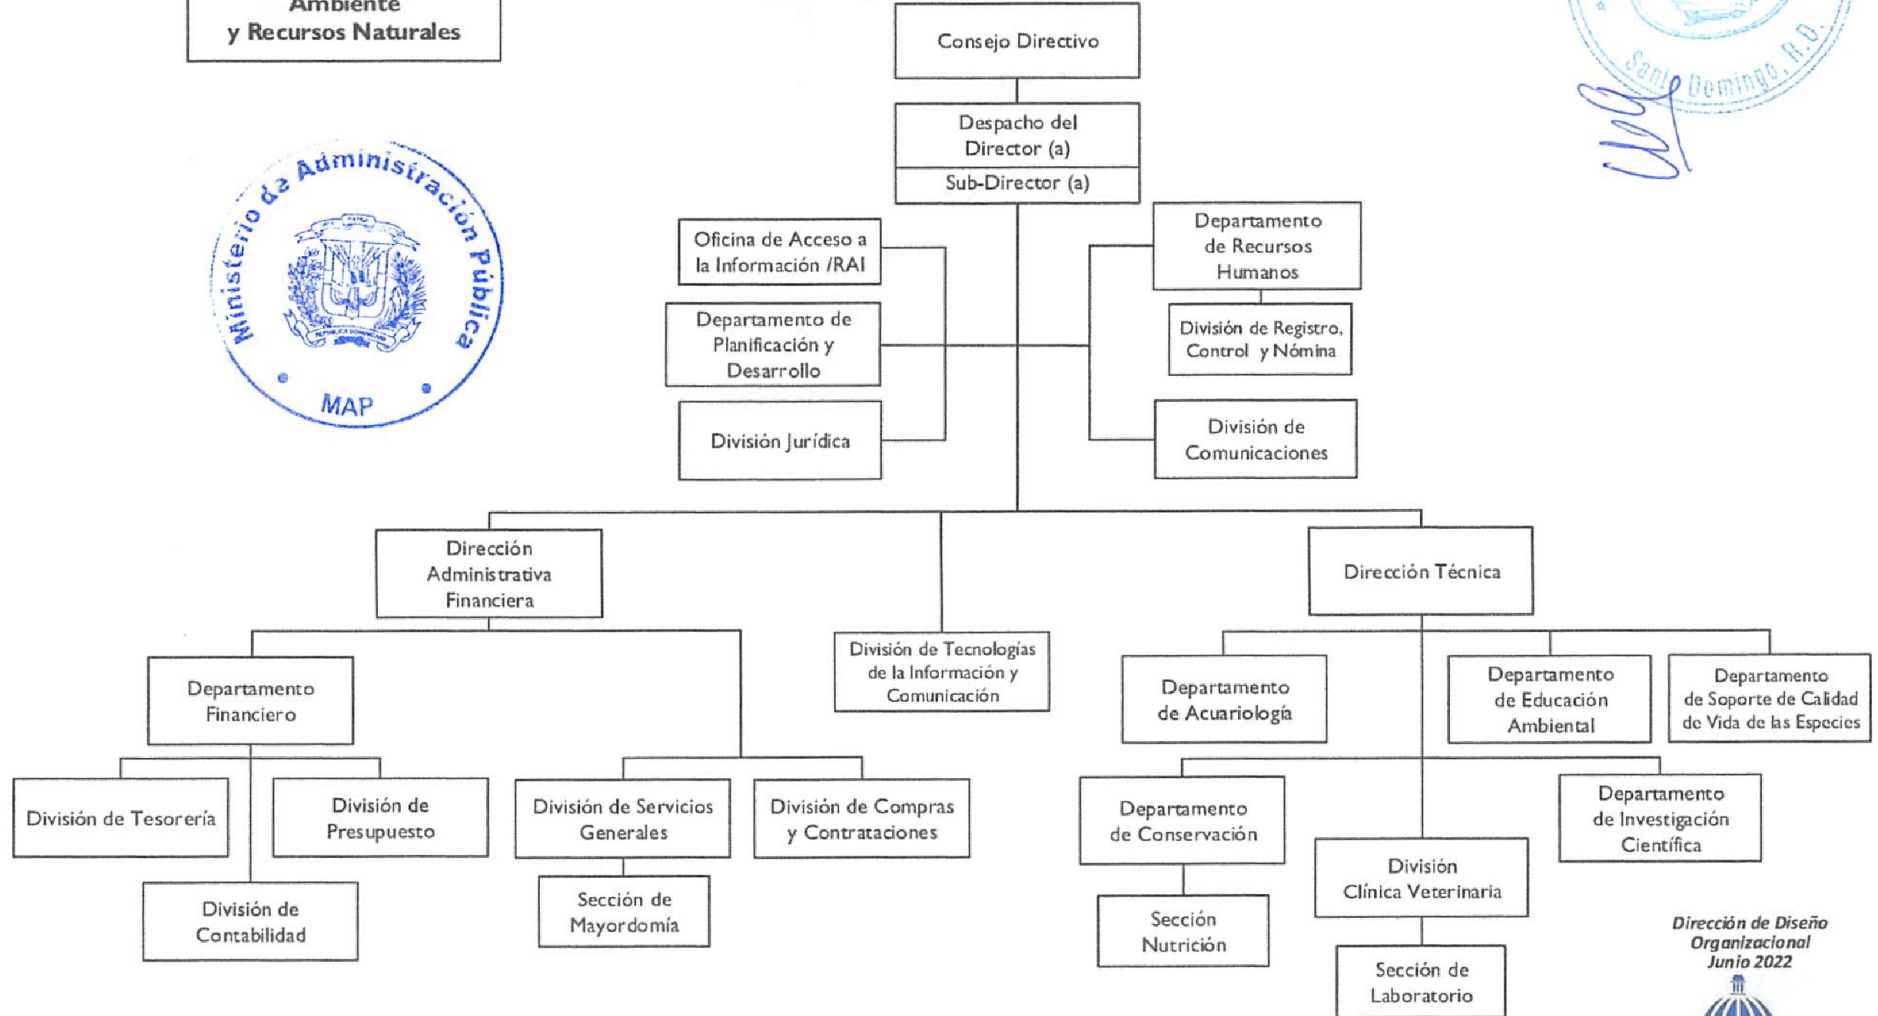 Ambiente
y Recursos Naturales
Consejo Directivo
Santo Domingo, R.D.
Despacho del
Director (a)
Sub-Director (a)
Ministerio de Administración Pública
REPÚBLICA DOMINICANA
MAP
Oficina de Acceso a
la Información /RAI
Departamento
de Recursos
Humanos
Departamento de
Planificación y
Desarrollo
División de Registro,
Control y Nómina
División Jurídica
División de
Comunicaciones
Dirección
Administrativa
Financiera
Dirección Técnica
Departamento
Financiero
División de Tecnologías
de la Información y
Comunicación
Departamento
de Acuariología
Departamento
de Educación
Ambiental
Departamento
de Soporte de Calidad
de Vida de las Especies
División de Tesorería
División de
Presupuesto
División de Servicios
Generales
División de Compras
y Contrataciones
Departamento
de Conservación
Departamento
de Investigación
Científica
División de
Contabilidad
Sección de
Mayordomía
División
Clínica Veterinaria
Sección
Nutrición
Sección de
Laboratorio
Dirección de Diseño
Organizacional
Junio 2022